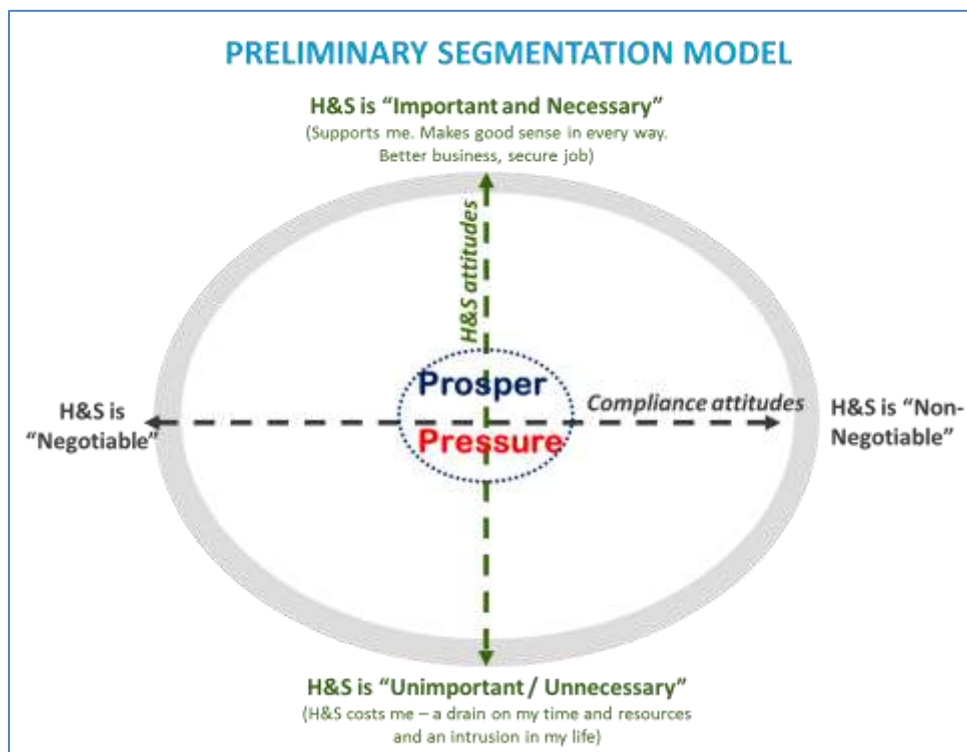 PRELIMINARY SEGMENTATION MODEL
H&S is “Important and Necessary”
(Supports me. Makes good sense in every way.
Better business, secure job)
H&S attitudes
Prosper
Compliance attitudes
H&S is
“Negotiable”
H&S is “Non-
Negotiable”
Pressure
H&S is “Unimportant / Unnecessary”
(H&S costs me – a drain on my time and resources
and an intrusion in my life)